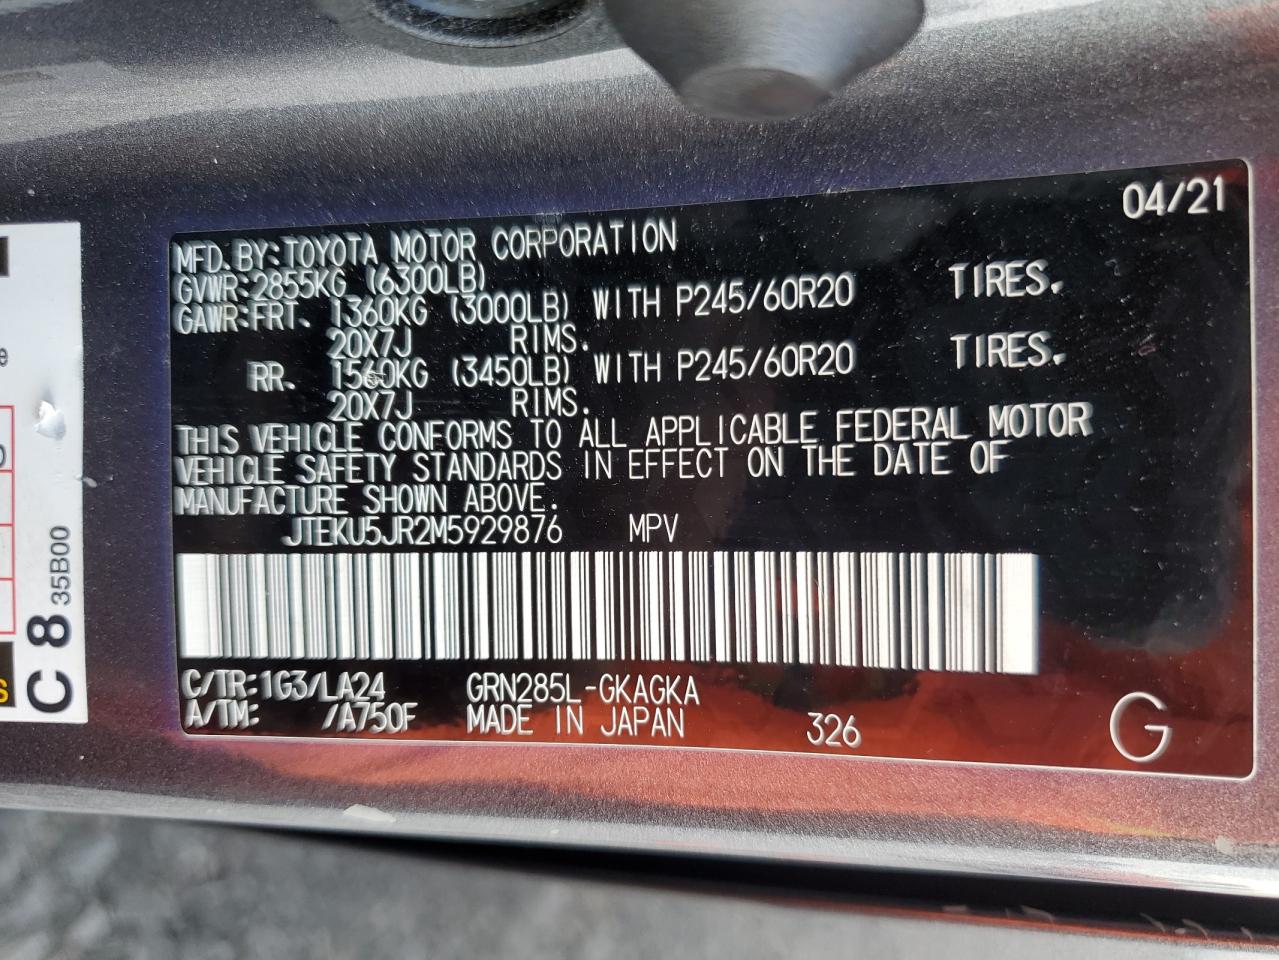 04/21
MFD. BY: TOYOTA MOTOR CORPORATION
GVWR: 2855KG (6300LB)
GAWR: FRT. 1360KG (3000LB) WITH P245/60R20 TIRES.
20X7J RIMS.
RR. 1560KG (3450LB) WITH P245/60R20 TIRES.
20X7J RIMS.
THIS VEHICLE CONFORMS TO ALL APPLICABLE FEDERAL MOTOR
VEHICLE SAFETY STANDARDS IN EFFECT ON THE DATE OF
MANUFACTURE SHOWN ABOVE.
JTEKU5JR2M5929876 MPV
C/TR: 1G3/LA24 GRN285L-GKAGKA
A/TM: /A750F MADE IN JAPAN 326 G
C 8 35B00